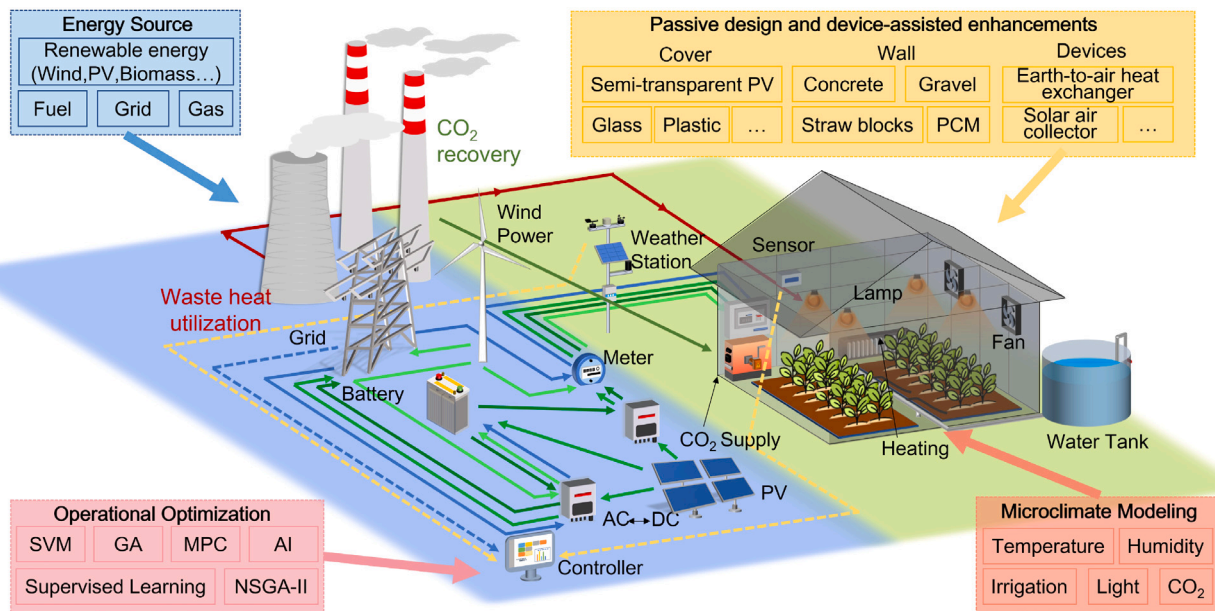 Energy Source
Renewable energy
(Wind,PV,Biomass…)
Fuel
Grid
Gas
Passive design and device-assisted enhancements
Cover
Wall
Devices
Semi-transparent PV
Glass
Plastic
…
Concrete
Gravel
Straw blocks
PCM
Earth-to-air heat
exchanger
Solar air
collector
…
CO₂
recovery
Wind
Power
Weather
Station
Sensor
Lamp
Fan
Waste heat
utilization
Grid
Meter
Battery
CO₂ Supply
Heating
Water Tank
PV
AC↔DC
Controller
Operational Optimization
SVM
GA
MPC
AI
Supervised Learning
NSGA-II
Microclimate Modeling
Temperature
Humidity
Irrigation
Light
CO₂